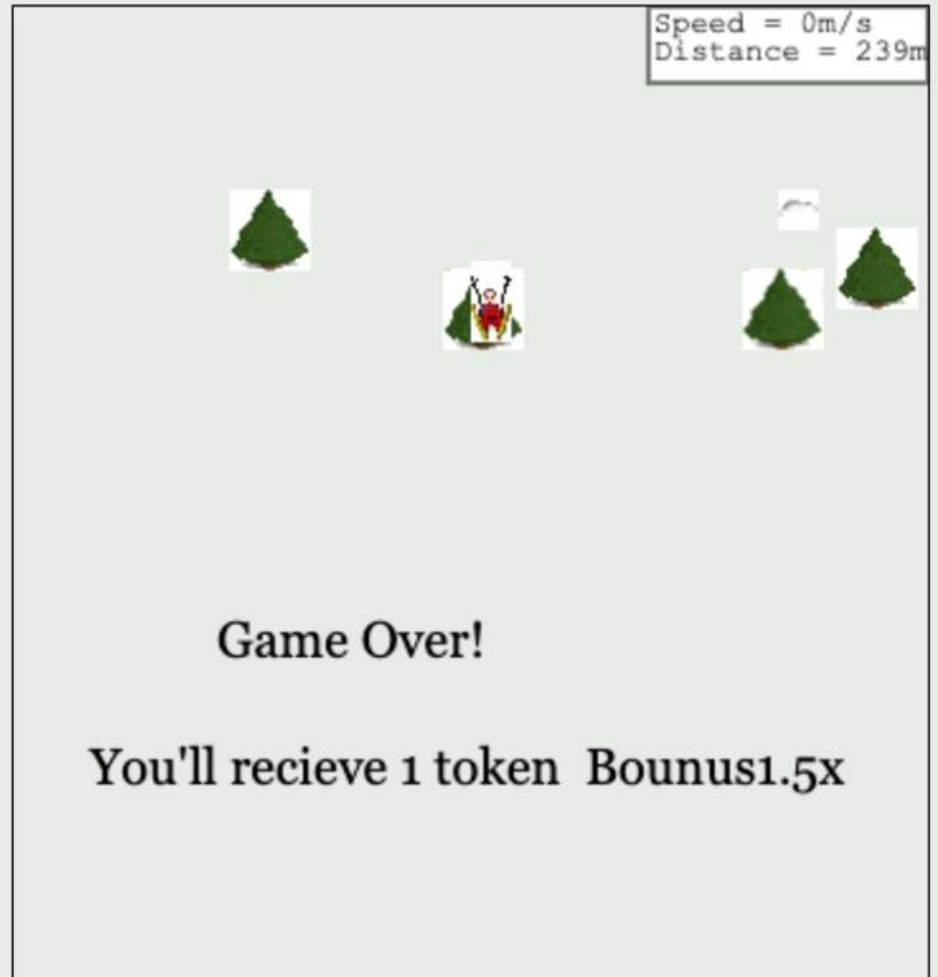 Speed = 0m/s
Distance = 239m
Game Over!
You'll recieve 1 token Bounus1.5x